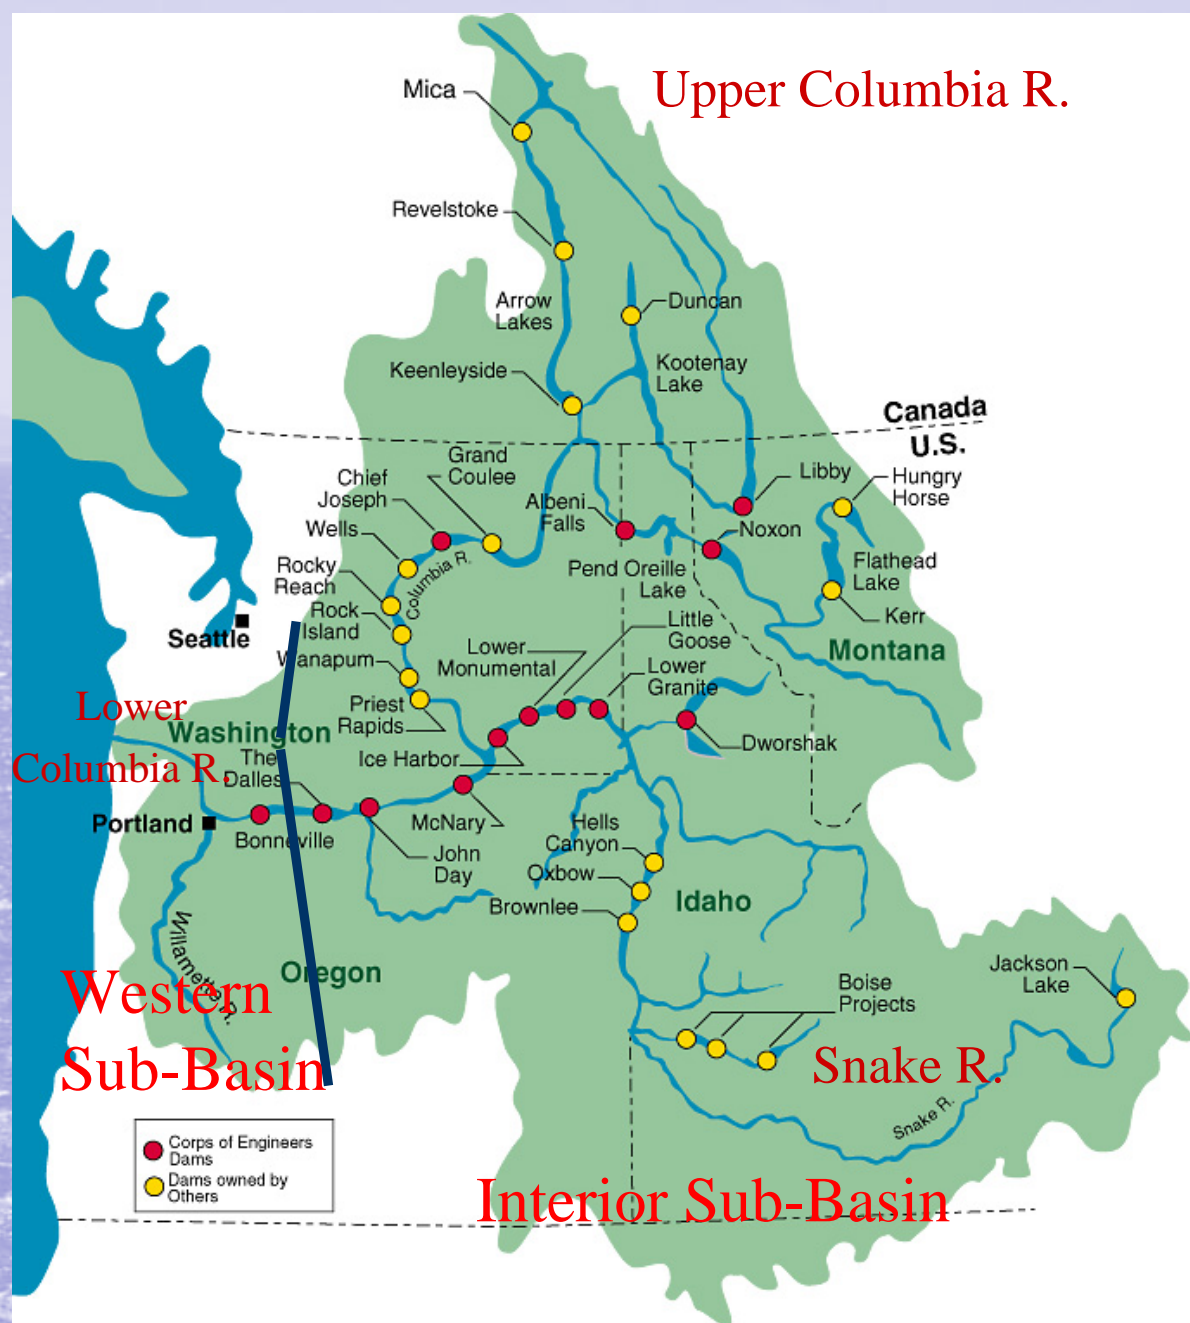 Upper Columbia R.
Mica
Revelstoke
Arrow
Lakes
Duncan
Keenleyside
Kootenay
Lake
Canada
U.S.
Grand
Coulee
Chief
Joseph
Libby
Hungry
Horse
Albeni
Falls
Wells
Noxon
Columbia R.
Rocky
Reach
Pend Oreille
Lake
Flathead
Lake
Rock
Island
Kerr
Seattle
Little
Goose
Wanapum
Lower
Monumental
Montana
Lower
Granite
Priest
Rapids
Lower
Columbia R.
Washington
The
Dalles
Ice Harbor
Dworshak
Portland
Bonneville
McNary
John
Day
Hells
Canyon
Oxbow
Brownlee
Idaho
Willamette R.
Oregon
Western
Sub-Basin
Boise
Projects
Jackson
Lake
Snake R.
Snake R.
Corps of Engineers
Dams
Dams owned by
Others
Interior Sub-Basin